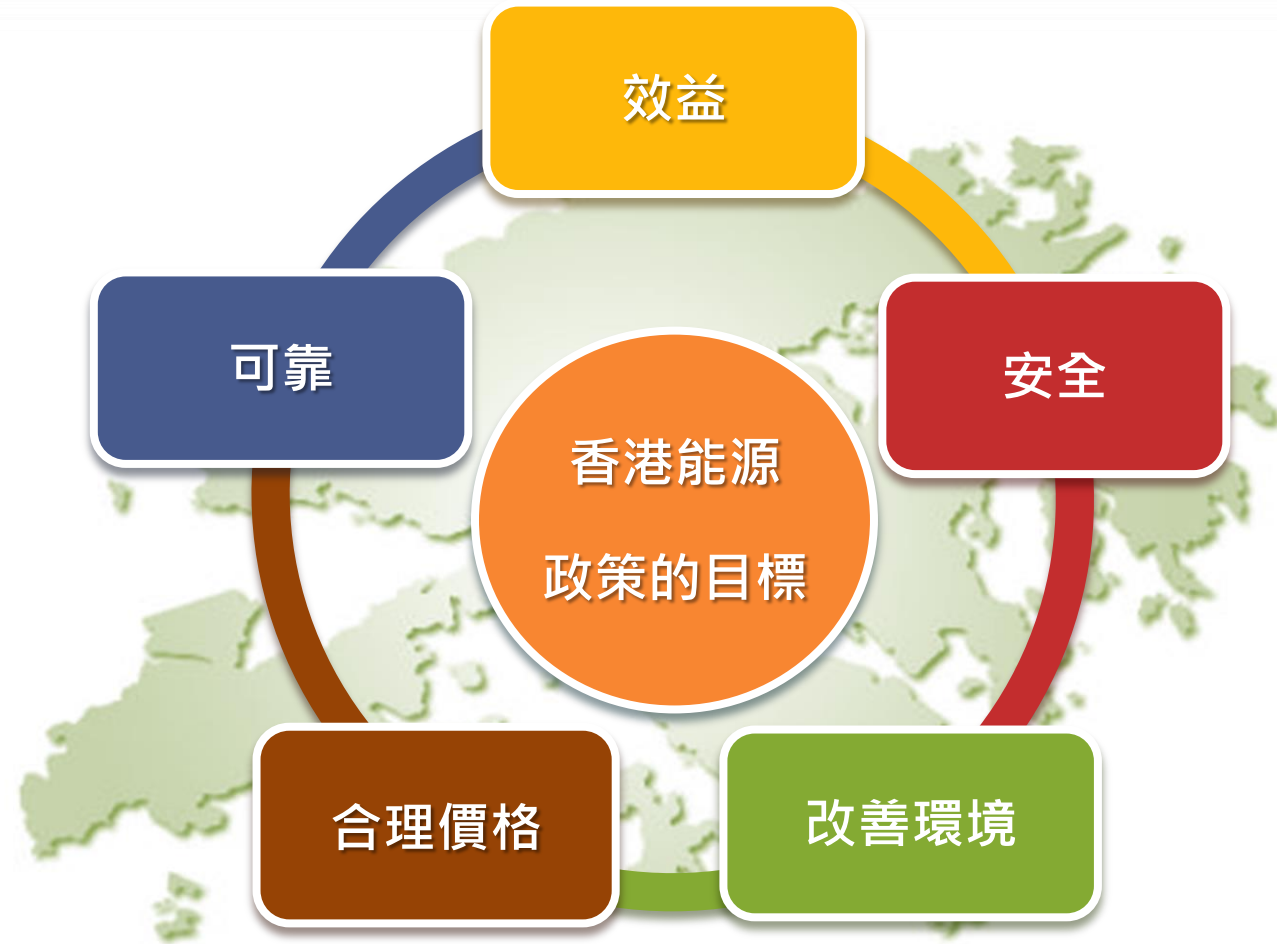 效益
可靠
安全
香港能源
政策的目標
合理價格
改善環境